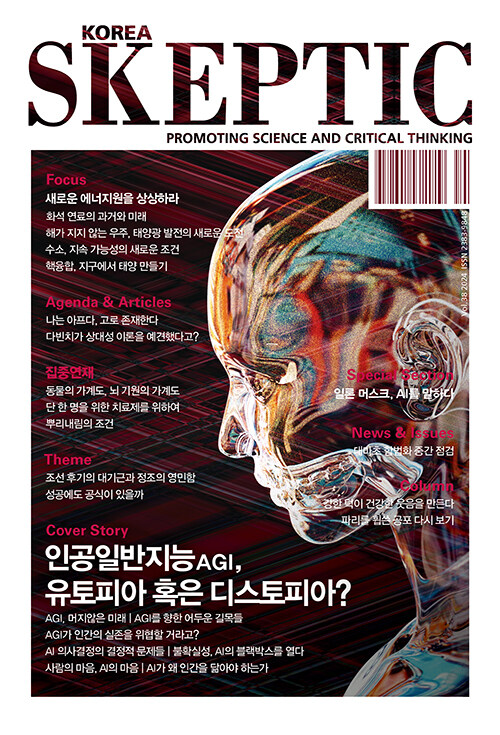 KOREA
SKEPTIC
PROMOTING SCIENCE AND CRITICAL THINKING
vol.38 2024 ISSN 2383-9848
Focus
새로운 에너지원을 상상하라
화석 연료의 과거와 미래
해가 지지 않는 우주, 태양광 발전의 새로운 도전
수소, 지속 가능성의 새로운 조건
핵융합, 지구에서 태양 만들기
Agenda & Articles
나는 아프다, 고로 존재한다
다빈치가 상대성 이론을 예견했다고?
집중연재
동물의 가계도, 뇌 기원의 가계도
단 한 명을 위한 치료제를 위하여
뿌리내림의 조건
Theme
조선 후기의 대기근과 정조의 영민함
성공에도 공식이 있을까
Special Section
일론 머스크, AI를 말하다
News & Issues
대마초 합법화 중간 점검
Column
강한 턱이 건강한 웃음을 만든다
파리를 휩쓴 공포 다시 보기
Cover Story
인공일반지능AGI,
유토피아 혹은 디스토피아?
AGI, 머지않은 미래 | AGI를 향한 어두운 길목들
AGI가 인간의 실존을 위협할 거라고?
AI 의사결정의 결정적 문제들 | 불확실성, AI의 블랙박스를 열다
사람의 마음, AI의 마음 | AI가 왜 인간을 닮아야 하는가